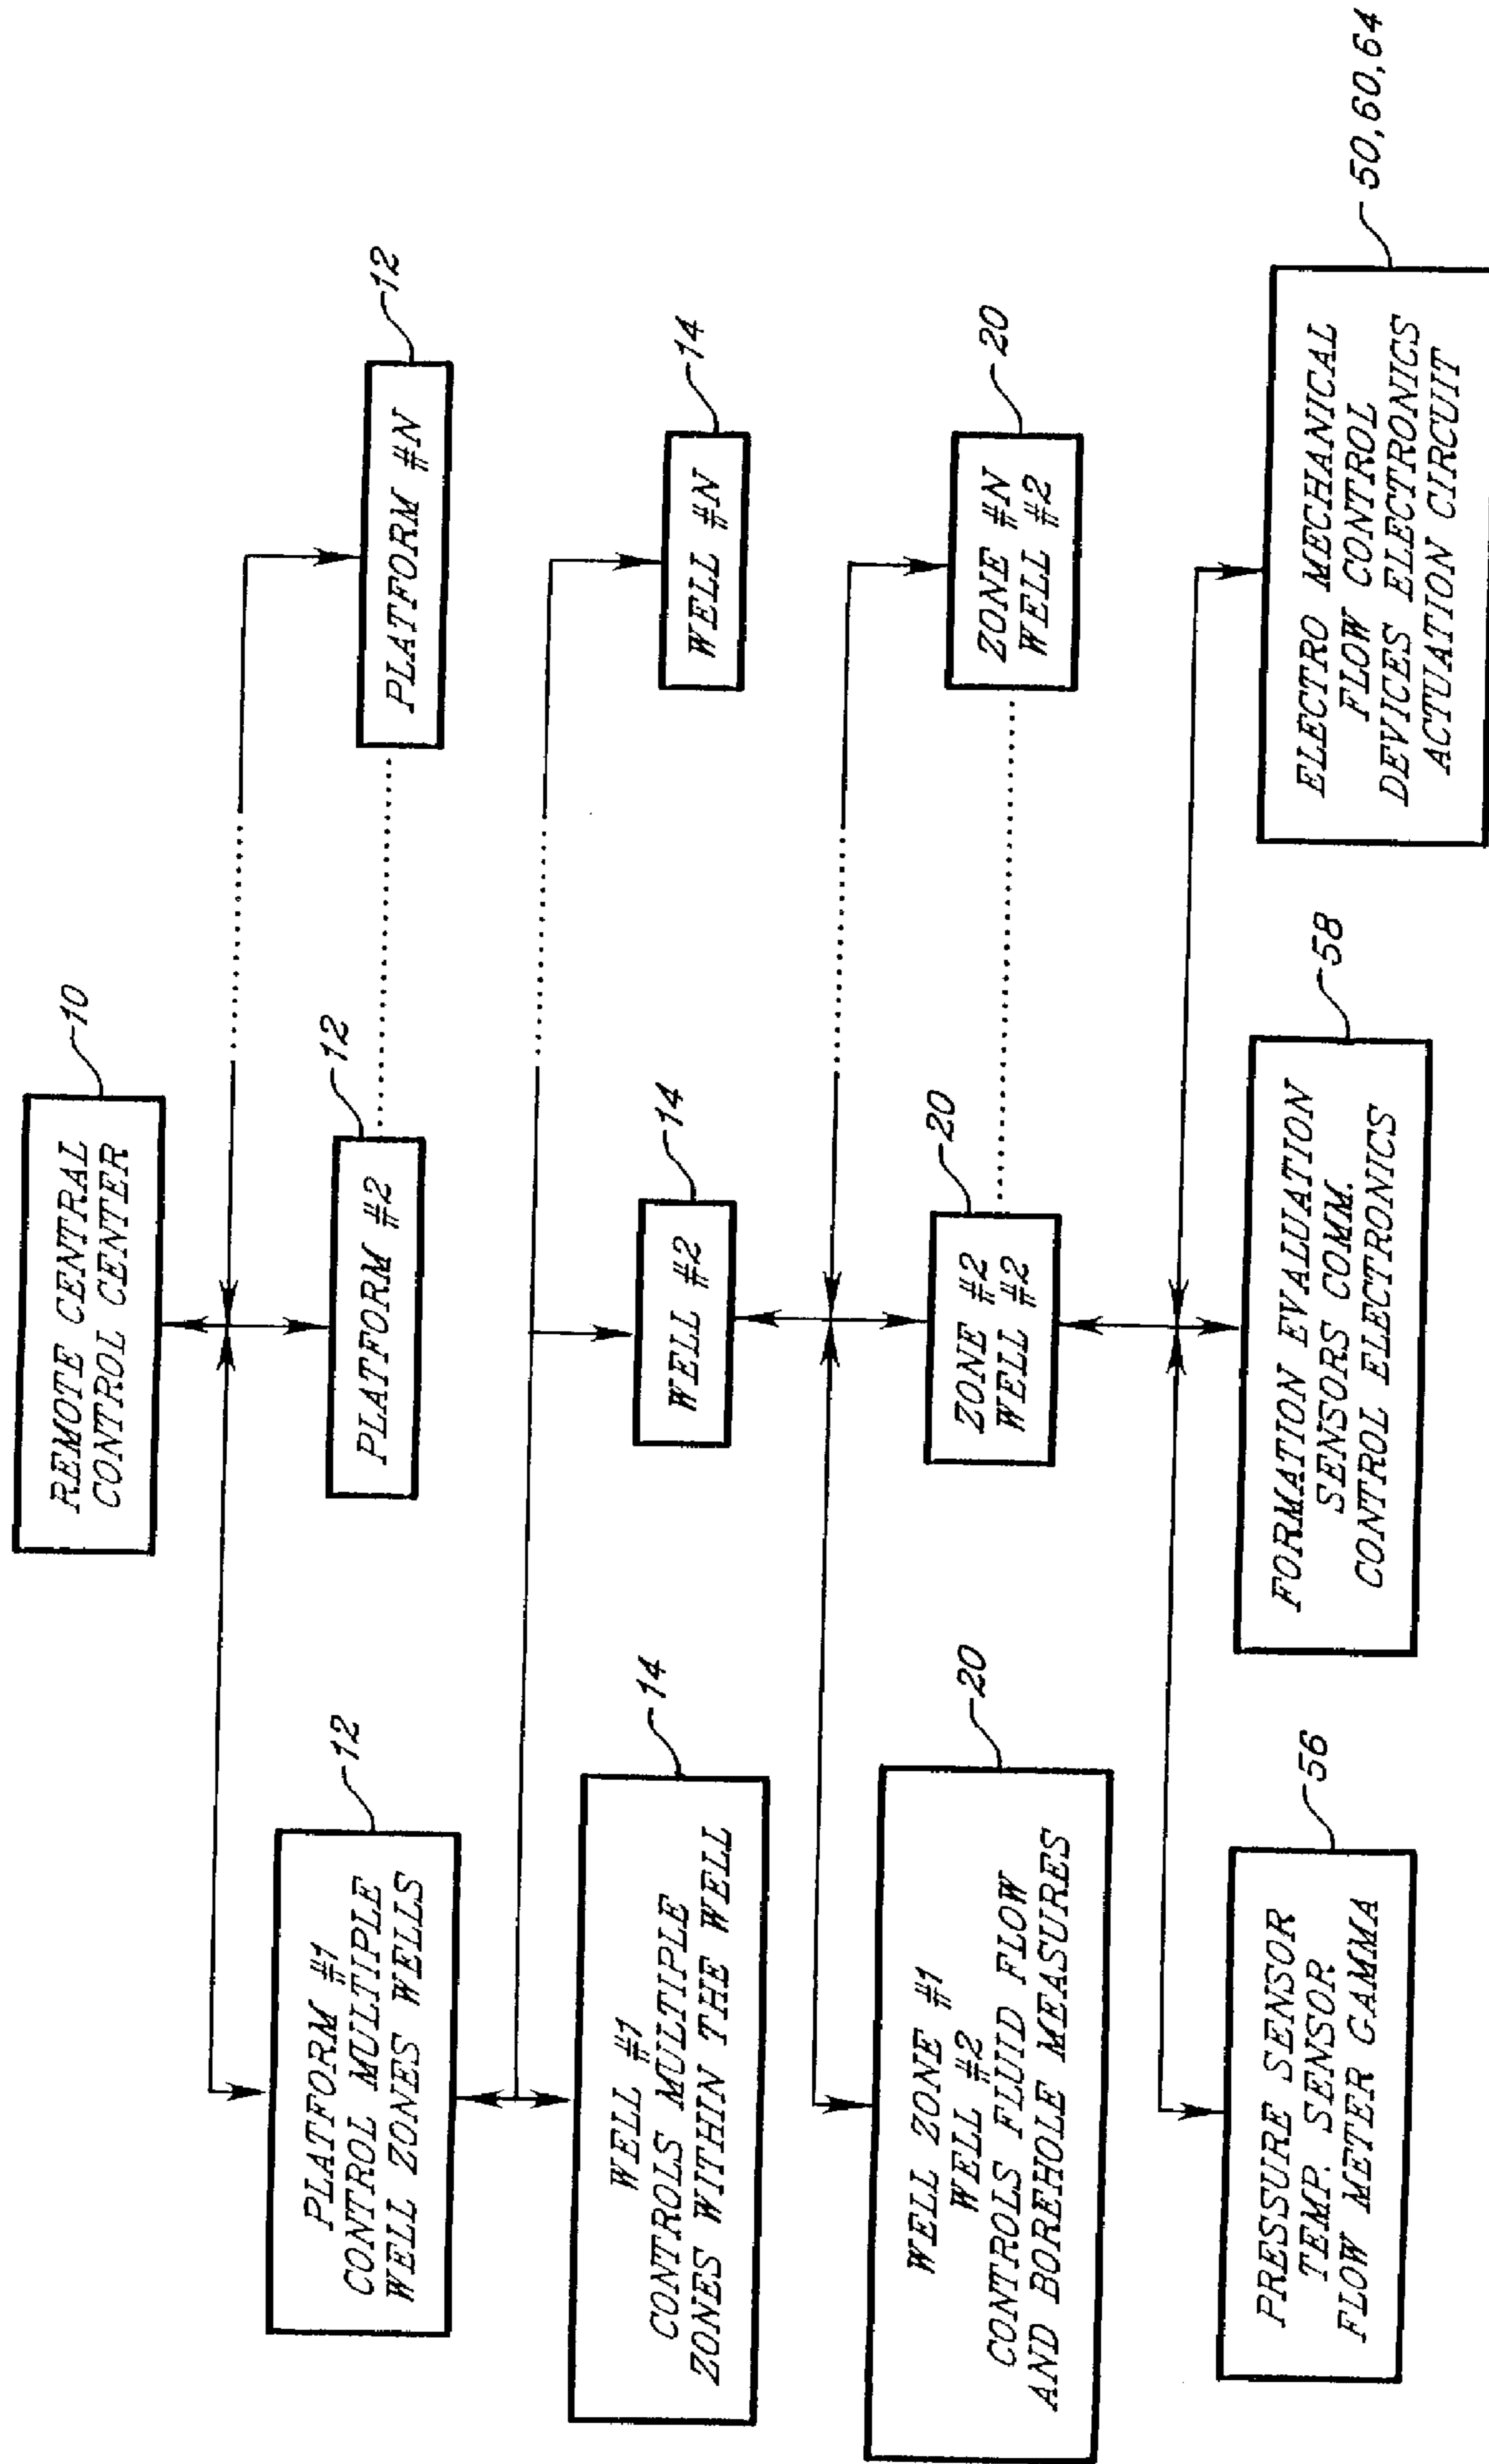 REMOTE CENTRAL
CONTROL CENTER
10
PLATFORM #1
CONTROL MULTIPLE
WELL ZONES WELLS
12
PLATFORM #2
12
PLATFORM #N
12
WELL #1
CONTROLS MULTIPLE
ZONES WITHIN THE WELL
14
WELL #2
14
WELL #N
14
WELL ZONE #1
WELL #2
CONTROLS FLUID FLOW
AND BOREHOLE MEASURES
20
ZONE #2
WELL #2
20
ZONE #N
WELL #2
20
PRESSURE SENSOR
TEMP. SENSOR
FLOW METER GAMMA
56
FORMATION EVALUATION
SENSORS COMM.
CONTROL ELECTRONICS
58
ELECTRO MECHANICAL
FLOW CONTROL
DEVICES ELECTRONICS
ACTUATION CIRCUIT
50,60,64